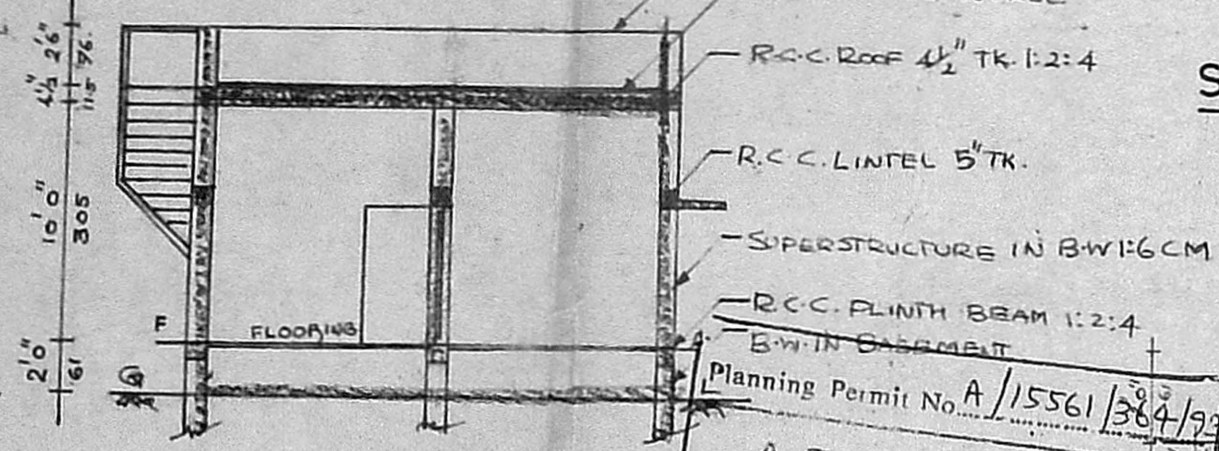 R.C.C. ROOF 4½" TK. 1:2:4
R.C.C. LINTEL 5" TK.
SUPERSTRUCTURE IN B.W 1:6 CM
R.C.C. PLINTH BEAM 1:2:4
B.W. IN BASEMENT
Planning Permit No. A/15561/364/93
2'6"
76.
4½"
11.5
10'0"
305
2'0"
61
F
FLOORING
G
S